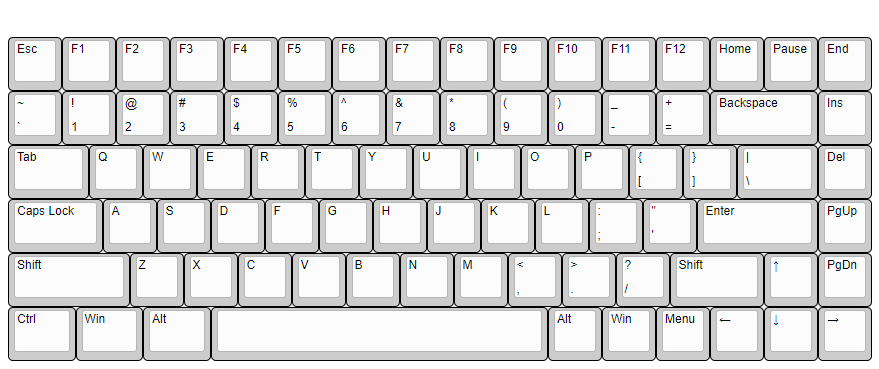 Esc F1 F2 F3 F4 F5 F6 F7 F8 F9 F10 F11 F12 Home Pause End
~ ! @ # $ % ^ & * ( ) _ + Backspace Ins
` 1 2 3 4 5 6 7 8 9 0 - =
Tab Q W E R T Y U I O P { } | Del
[ ] \
Caps Lock A S D F G H J K L : " Enter PgUp
; '
Shift Z X C V B N M < > ? Shift ↑ PgDn
, . /
Ctrl Win Alt Alt Win Menu ← ↓ →